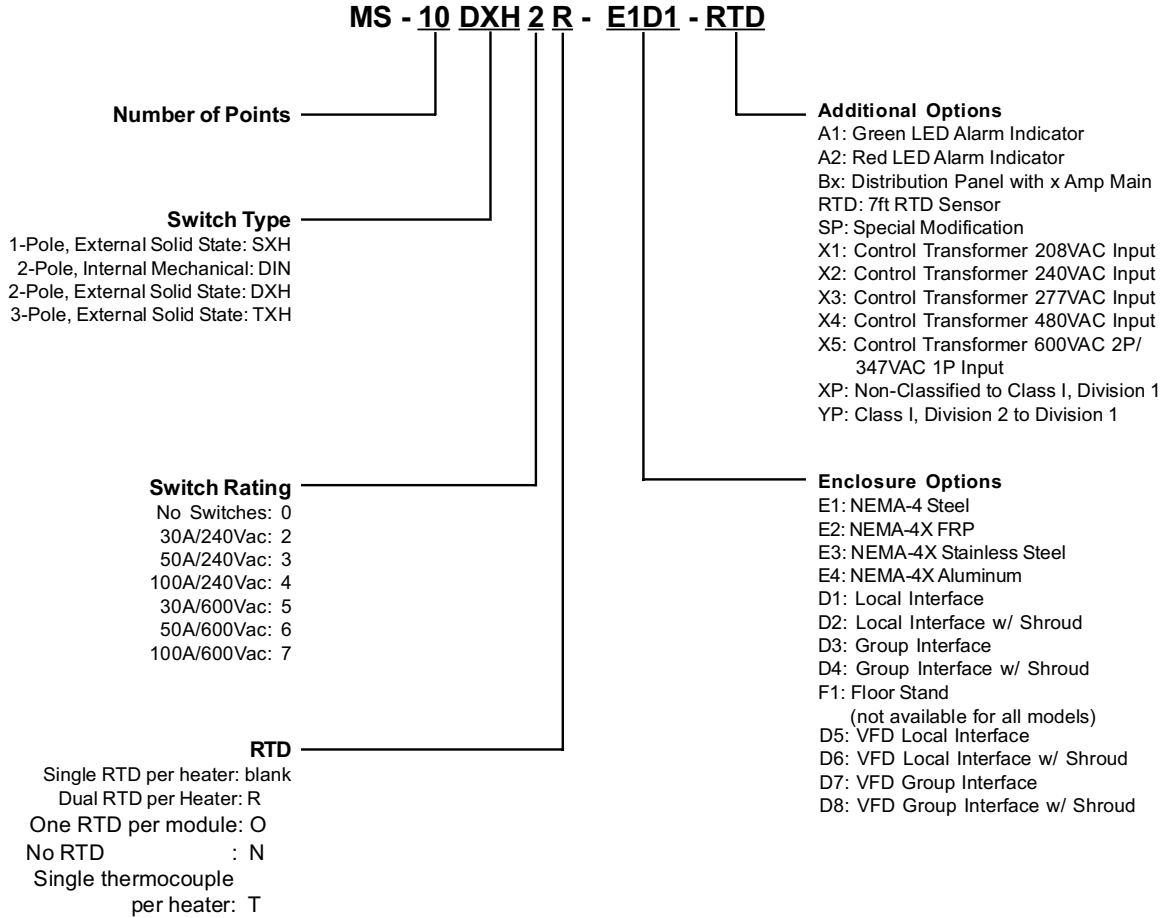 MS - 10 DXH 2 R - E1D1 - RTD
Number of Points
Switch Type
1-Pole, External Solid State: SXH
2-Pole, Internal Mechanical: DIN
2-Pole, External Solid State: DXH
3-Pole, External Solid State: TXH
Switch Rating
No Switches: 0
30A/240Vac: 2
50A/240Vac: 3
100A/240Vac: 4
30A/600Vac: 5
50A/600Vac: 6
100A/600Vac: 7
RTD
Single RTD per heater: blank
Dual RTD per Heater: R
One RTD per module: O
No RTD : N
Single thermocouple
per heater: T
Additional Options
A1: Green LED Alarm Indicator
A2: Red LED Alarm Indicator
Bx: Distribution Panel with x Amp Main
RTD: 7ft RTD Sensor
SP: Special Modification
X1: Control Transformer 208VAC Input
X2: Control Transformer 240VAC Input
X3: Control Transformer 277VAC Input
X4: Control Transformer 480VAC Input
X5: Control Transformer 600VAC 2P/
347VAC 1P Input
XP: Non-Classified to Class I, Division 1
YP: Class I, Division 2 to Division 1
Enclosure Options
E1: NEMA-4 Steel
E2: NEMA-4X FRP
E3: NEMA-4X Stainless Steel
E4: NEMA-4X Aluminum
D1: Local Interface
D2: Local Interface w/ Shroud
D3: Group Interface
D4: Group Interface w/ Shroud
F1: Floor Stand
(not available for all models)
D5: VFD Local Interface
D6: VFD Local Interface w/ Shroud
D7: VFD Group Interface
D8: VFD Group Interface w/ Shroud